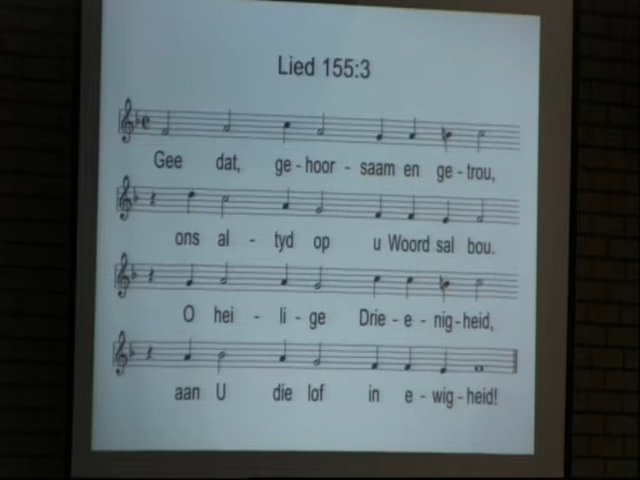 Lied 155:3
Gee dat, ge - hoor - saam en ge - trou,
ons al - tyd op u Woord sal bou.
O hei - li - ge Drie - e - nig - heid,
aan U die lof in e - wig - heid!